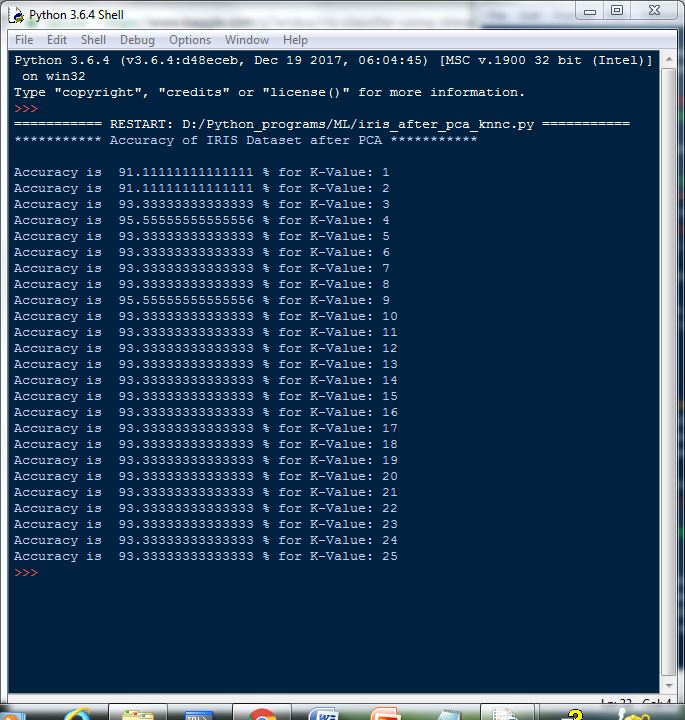 Python 3.6.4 Shell
File Edit Shell Debug Options Window Help
Python 3.6.4 (v3.6.4:d48eceb, Dec 19 2017, 06:04:45) [MSC v.1900 32 bit (Intel)]
on win32
Type "copyright", "credits" or "license()" for more information.
>>>
=========== RESTART: D:/Python_programs/ML/iris_after_pca_knnc.py ===========
*********** Accuracy of IRIS Dataset after PCA ***********
Accuracy is  91.11111111111111 % for K-Value: 1
Accuracy is  91.11111111111111 % for K-Value: 2
Accuracy is  93.33333333333333 % for K-Value: 3
Accuracy is  95.55555555555556 % for K-Value: 4
Accuracy is  93.33333333333333 % for K-Value: 5
Accuracy is  93.33333333333333 % for K-Value: 6
Accuracy is  93.33333333333333 % for K-Value: 7
Accuracy is  93.33333333333333 % for K-Value: 8
Accuracy is  95.55555555555556 % for K-Value: 9
Accuracy is  93.33333333333333 % for K-Value: 10
Accuracy is  93.33333333333333 % for K-Value: 11
Accuracy is  93.33333333333333 % for K-Value: 12
Accuracy is  93.33333333333333 % for K-Value: 13
Accuracy is  93.33333333333333 % for K-Value: 14
Accuracy is  93.33333333333333 % for K-Value: 15
Accuracy is  93.33333333333333 % for K-Value: 16
Accuracy is  93.33333333333333 % for K-Value: 17
Accuracy is  93.33333333333333 % for K-Value: 18
Accuracy is  93.33333333333333 % for K-Value: 19
Accuracy is  93.33333333333333 % for K-Value: 20
Accuracy is  93.33333333333333 % for K-Value: 21
Accuracy is  93.33333333333333 % for K-Value: 22
Accuracy is  93.33333333333333 % for K-Value: 23
Accuracy is  93.33333333333333 % for K-Value: 24
Accuracy is  93.33333333333333 % for K-Value: 25
>>>